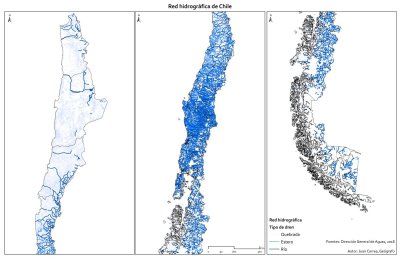 Red hidrográfica de Chile
Red hidrográfica
Tipo de dren
Quebrada
Estero
Río
Fuentes: Dirección General de Aguas,
Autor: Juan Correa, Geógrafo